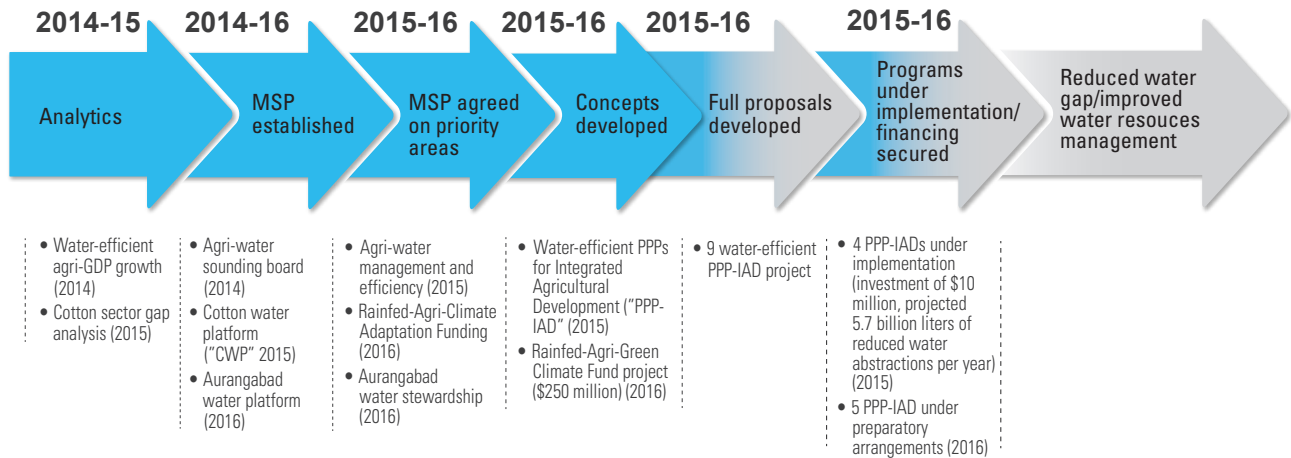 2014-15
2014-16
2015-16
2015-16
2015-16
2015-16
Analytics
MSP
established
MSP agreed
on priority
areas
Concepts
developed
Full proposals
developed
Programs
under
implementation/
financing
secured
Reduced water
gap/improved
water resouces
management
• Water-efficient
agri-GDP growth
(2014)
• Cotton sector gap
analysis (2015)
• Agri-water
sounding board
(2014)
• Cotton water
platform
("CWP" 2015)
• Aurangabad
water platform
(2016)
• Agri-water
management and
efficiency (2015)
• Rainfed-Agri-Climate
Adaptation Funding
(2016)
• Aurangabad
water stewardship
(2016)
• Water-efficient PPPs
for Integrated
Agricultural
Development ("PPP-
IAD" (2015)
• Rainfed-Agri-Green
Climate Fund project
($250 million) (2016)
• 9 water-efficient
PPP-IAD project
• 4 PPP-IADs under
implementation
(investment of $10
million, projected
5.7 billion liters of
reduced water
abstractions per year)
(2015)
• 5 PPP-IAD under
preparatory
arrangements (2016)